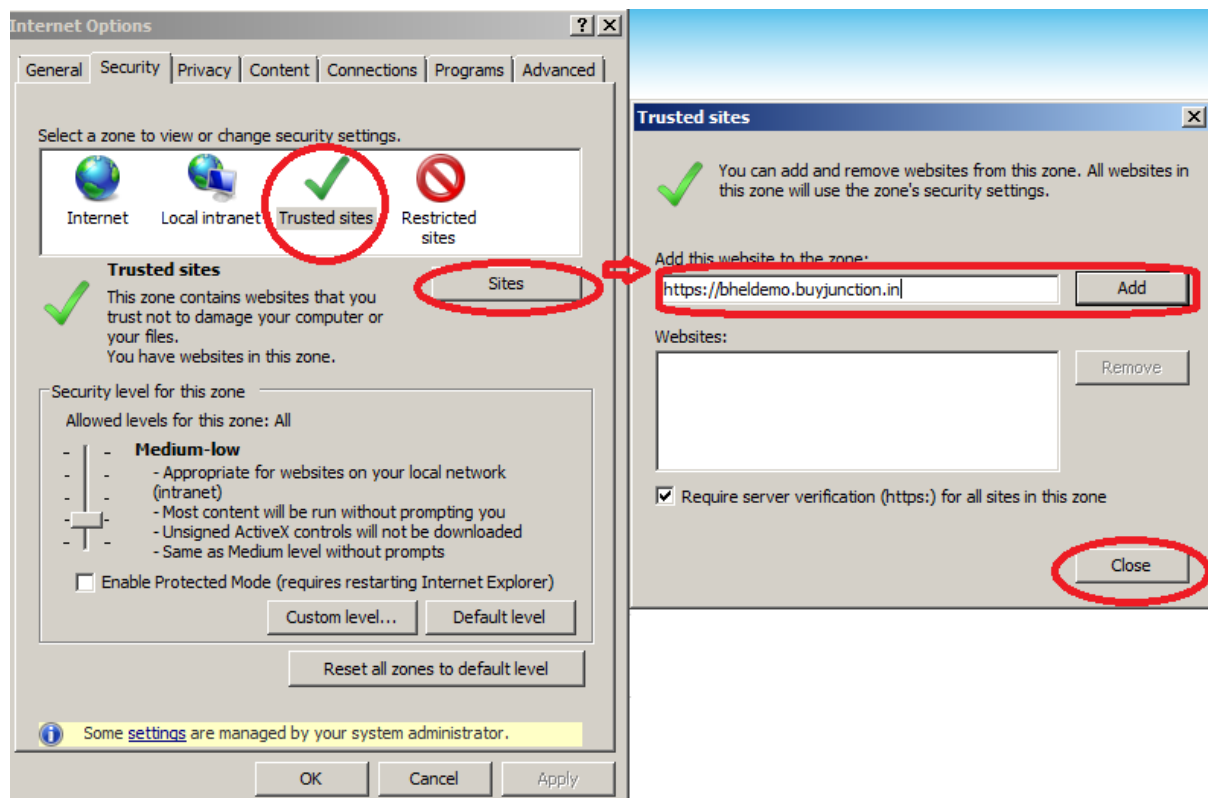 Internet Options
General Security Privacy Content Connections Programs Advanced
Select a zone to view or change security settings.
Internet
Local intranet
Trusted sites
Restricted
sites
Trusted sites
Sites
This zone contains websites that you
trust not to damage your computer or
your files.
You have websites in this zone.
Security level for this zone
Allowed levels for this zone: All
Medium-low
- Appropriate for websites on your local network
(intranet)
- Most content will be run without prompting you
- Unsigned ActiveX controls will not be downloaded
- Same as Medium level without prompts
Enable Protected Mode (requires restarting Internet Explorer)
Custom level...
Default level
Reset all zones to default level
Some settings are managed by your system administrator.
OK
Cancel
Apply
Trusted sites
You can add and remove websites from this zone. All websites in
this zone will use the zone's security settings.
Add this website to the zone:
https://bheldemo.buyjunction.in
Add
Websites:
Remove
Require server verification (https:) for all sites in this zone
Close